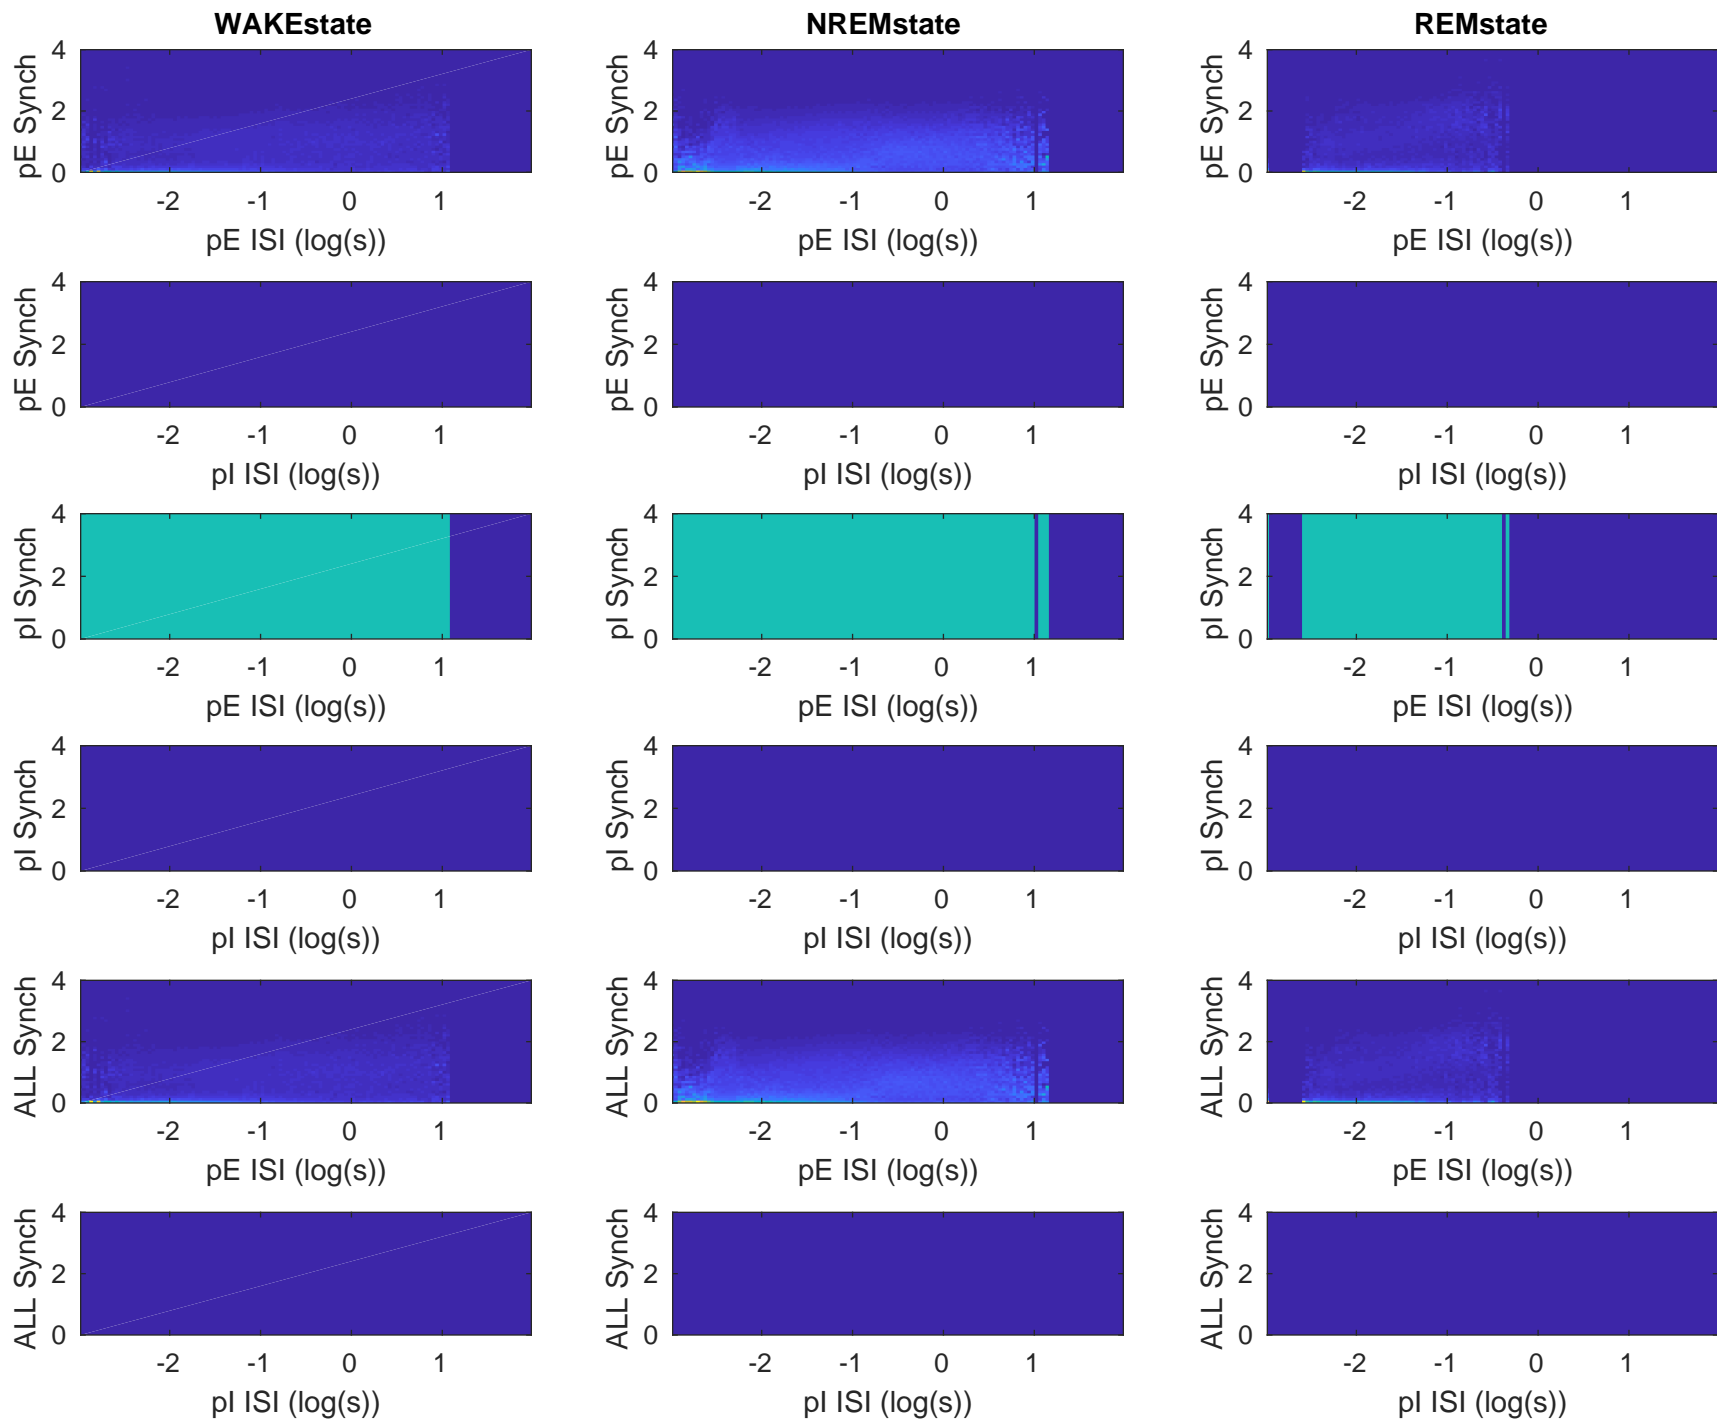 WAKEstate NREMstate REMstate
4 4 4
pE Synch pE Synch pE Synch
2 2 2
0 0 0
-2 -1 0 1 -2 -1 0 1 -2 -1 0 1
pE ISI (log(s)) pE ISI (log(s)) pE ISI (log(s))
4 4 4
pE Synch pE Synch pE Synch
2 2 2
0 0 0
-2 -1 0 1 -2 -1 0 1 -2 -1 0 1
pI ISI (log(s)) pI ISI (log(s)) pI ISI (log(s))
4 4 4
pI Synch pI Synch pI Synch
2 2 2
0 0 0
-2 -1 0 1 -2 -1 0 1 -2 -1 0 1
pE ISI (log(s)) pE ISI (log(s)) pE ISI (log(s))
4 4 4
pI Synch pI Synch pI Synch
2 2 2
0 0 0
-2 -1 0 1 -2 -1 0 1 -2 -1 0 1
pI ISI (log(s)) pI ISI (log(s)) pI ISI (log(s))
4 4 4
ALL Synch ALL Synch ALL Synch
2 2 2
0 0 0
-2 -1 0 1 -2 -1 0 1 -2 -1 0 1
pE ISI (log(s)) pE ISI (log(s)) pE ISI (log(s))
4 4 4
ALL Synch ALL Synch ALL Synch
2 2 2
0 0 0
-2 -1 0 1 -2 -1 0 1 -2 -1 0 1
pI ISI (log(s)) pI ISI (log(s)) pI ISI (log(s))